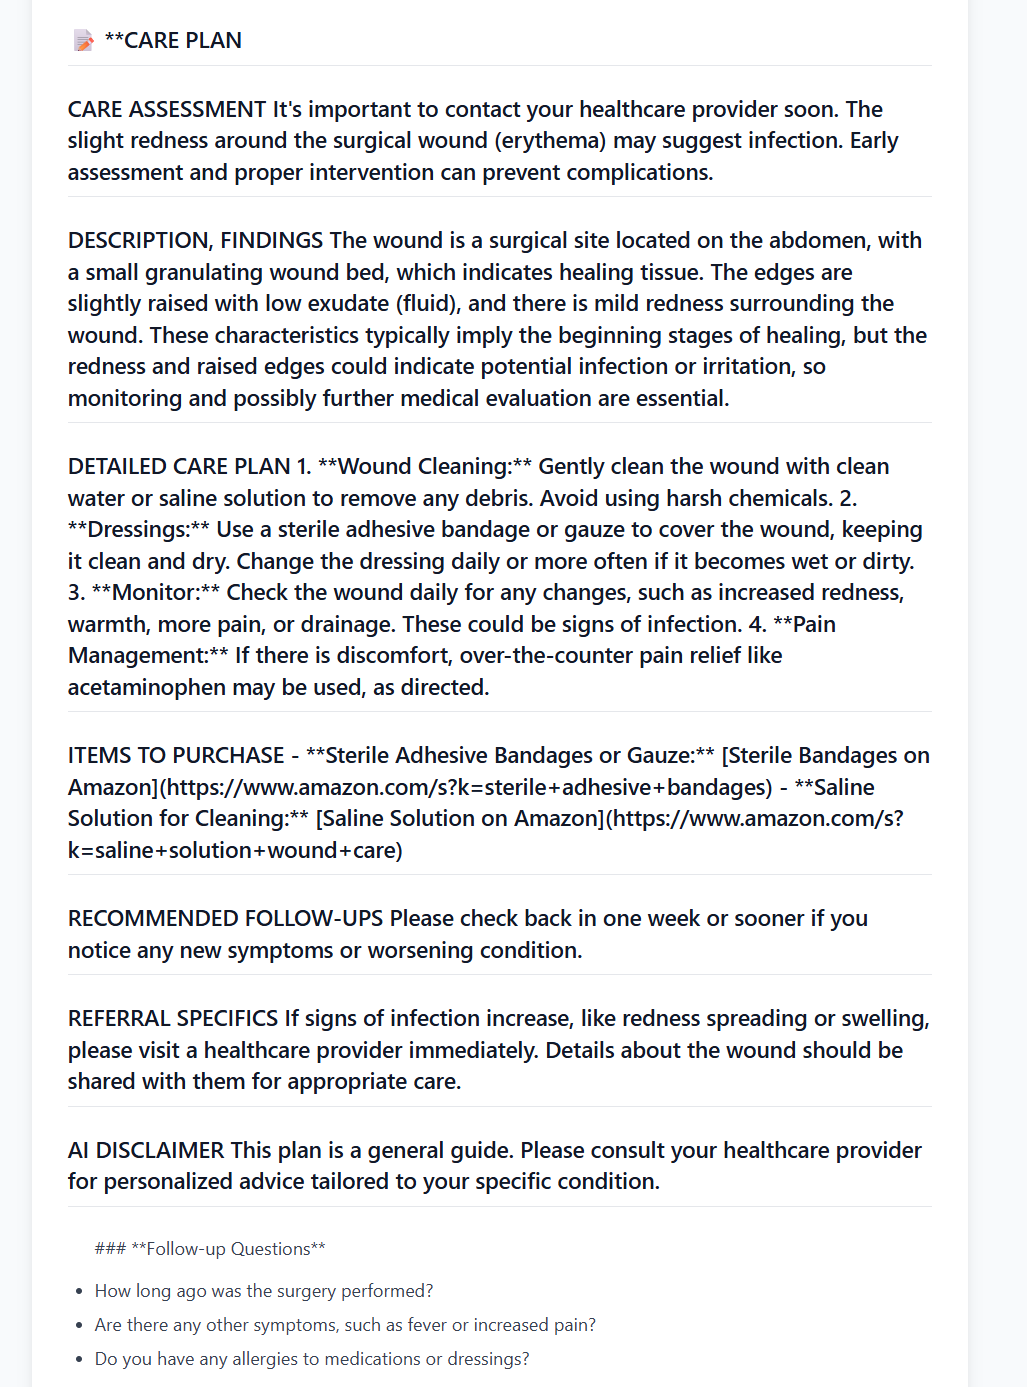 **CARE PLAN
CARE ASSESSMENT It's important to contact your healthcare provider soon. The
slight redness around the surgical wound (erythema) may suggest infection. Early
assessment and proper intervention can prevent complications.
DESCRIPTION, FINDINGS The wound is a surgical site located on the abdomen, with
a small granulating wound bed, which indicates healing tissue. The edges are
slightly raised with low exudate (fluid), and there is mild redness surrounding the
wound. These characteristics typically imply the beginning stages of healing, but the
redness and raised edges could indicate potential infection or irritation, so
monitoring and possibly further medical evaluation are essential.
DETAILED CARE PLAN 1. **Wound Cleaning:** Gently clean the wound with clean
water or saline solution to remove any debris. Avoid using harsh chemicals. 2.
**Dressings:** Use a sterile adhesive bandage or gauze to cover the wound, keeping
it clean and dry. Change the dressing daily or more often if it becomes wet or dirty.
3. **Monitor:** Check the wound daily for any changes, such as increased redness,
warmth, more pain, or drainage. These could be signs of infection. 4. **Pain
Management:** If there is discomfort, over-the-counter pain relief like
acetaminophen may be used, as directed.
ITEMS TO PURCHASE - **Sterile Adhesive Bandages or Gauze:** [Sterile Bandages on
Amazon](https://www.amazon.com/s?k=sterile+adhesive+bandages) - **Saline
Solution for Cleaning:** [Saline Solution on Amazon](https://www.amazon.com/s?
k=saline+solution+wound+care)
RECOMMENDED FOLLOW-UPS Please check back in one week or sooner if you
notice any new symptoms or worsening condition.
REFERRAL SPECIFICS If signs of infection increase, like redness spreading or swelling,
please visit a healthcare provider immediately. Details about the wound should be
shared with them for appropriate care.
AI DISCLAIMER This plan is a general guide. Please consult your healthcare provider
for personalized advice tailored to your specific condition.
### **Follow-up Questions**
• How long ago was the surgery performed?
• Are there any other symptoms, such as fever or increased pain?
• Do you have any allergies to medications or dressings?